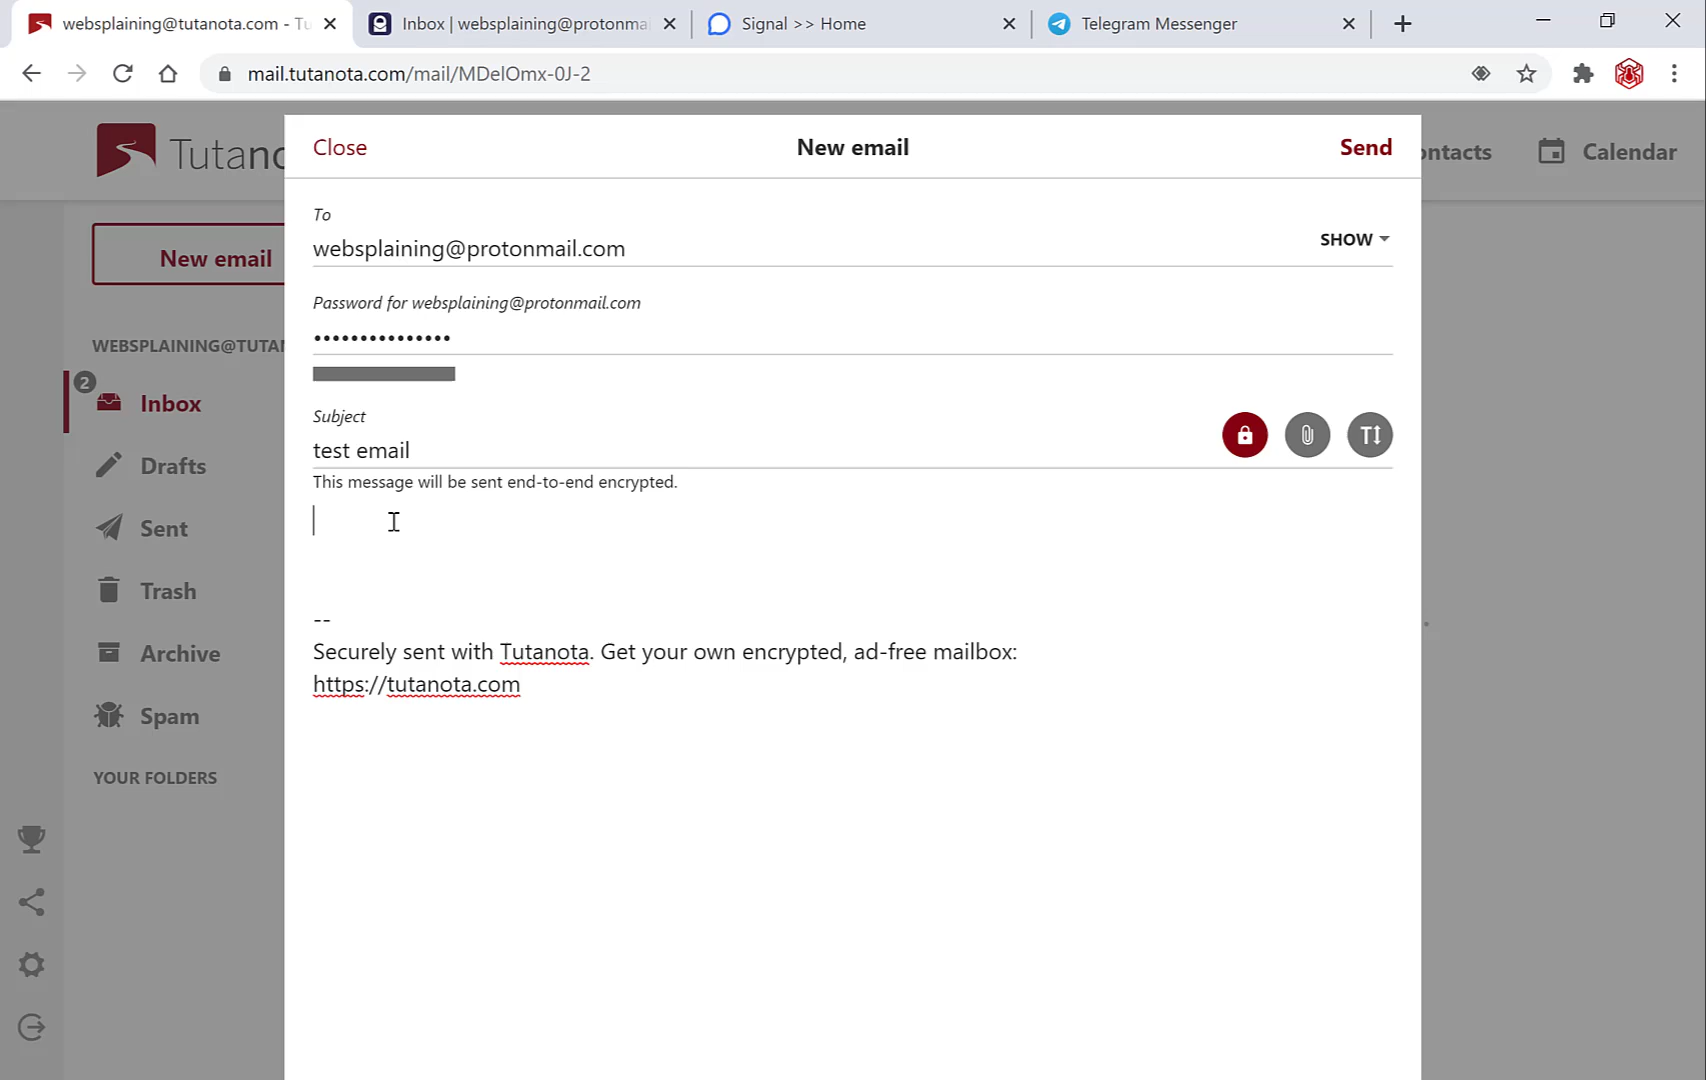 websplaining@tutanota.com - Tu
Inbox | websplaining@protonmai
Signal >> Home
Telegram Messenger
mail.tutanota.com/mail/MDelOmx-0J-2
Tutano
ontacts
Calendar
Close
New email
Send
To
websplaining@protonmail.com
SHOW
Password for websplaining@protonmail.com
•••••••••••••••
Subject
test email
This message will be sent end-to-end encrypted.
--
Securely sent with Tutanota. Get your own encrypted, ad-free mailbox:
https://tutanota.com
New email
WEBSPLAINING@TUTAN
2
Inbox
Drafts
Sent
Trash
Archive
Spam
YOUR FOLDERS